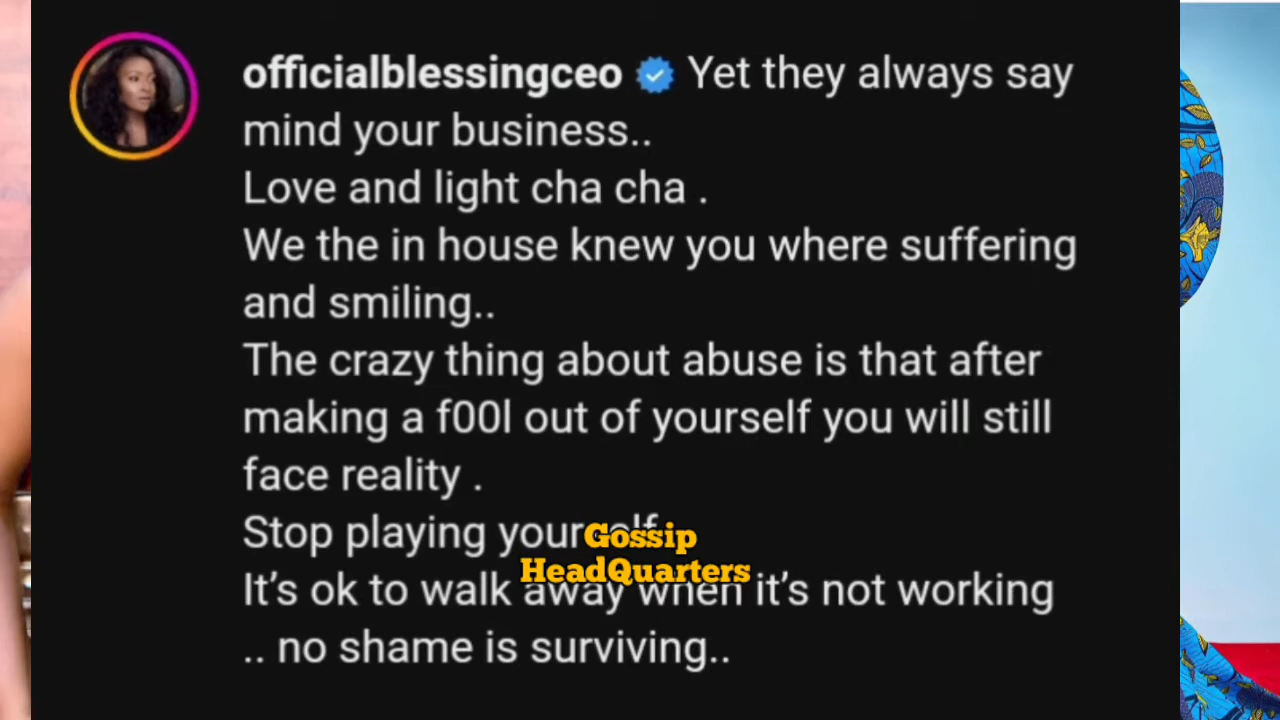 officialblessingceo Yet they always say
mind your business..
Love and light cha cha .
We the in house knew you where suffering
and smiling..
The crazy thing about abuse is that after
making a f00l out of yourself you will still
face reality .
Stop playing yourself
Gossip
HeadQuarters
It's ok to walk away when it's not working
.. no shame is surviving..